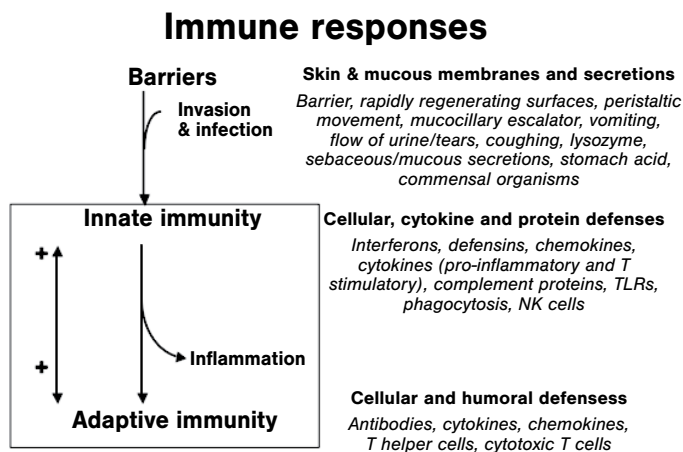 Immune responses
Barriers
Skin & mucous membranes and secretions
Invasion
& infection
Barrier, rapidly regenerating surfaces, peristaltic
movement, mucocillary escalator, vomiting,
flow of urine/tears, coughing, lysozyme,
sebaceous/mucous secretions, stomach acid,
commensal organisms
Innate immunity
Cellular, cytokine and protein defenses
Interferons, defensins, chemokines,
cytokines (pro-inflammatory and T
stimulatory), complement proteins, TLRs,
phagocytosis, NK cells
+
+
Inflammation
Adaptive immunity
Cellular and humoral defensess
Antibodies, cytokines, chemokines,
T helper cells, cytotoxic T cells